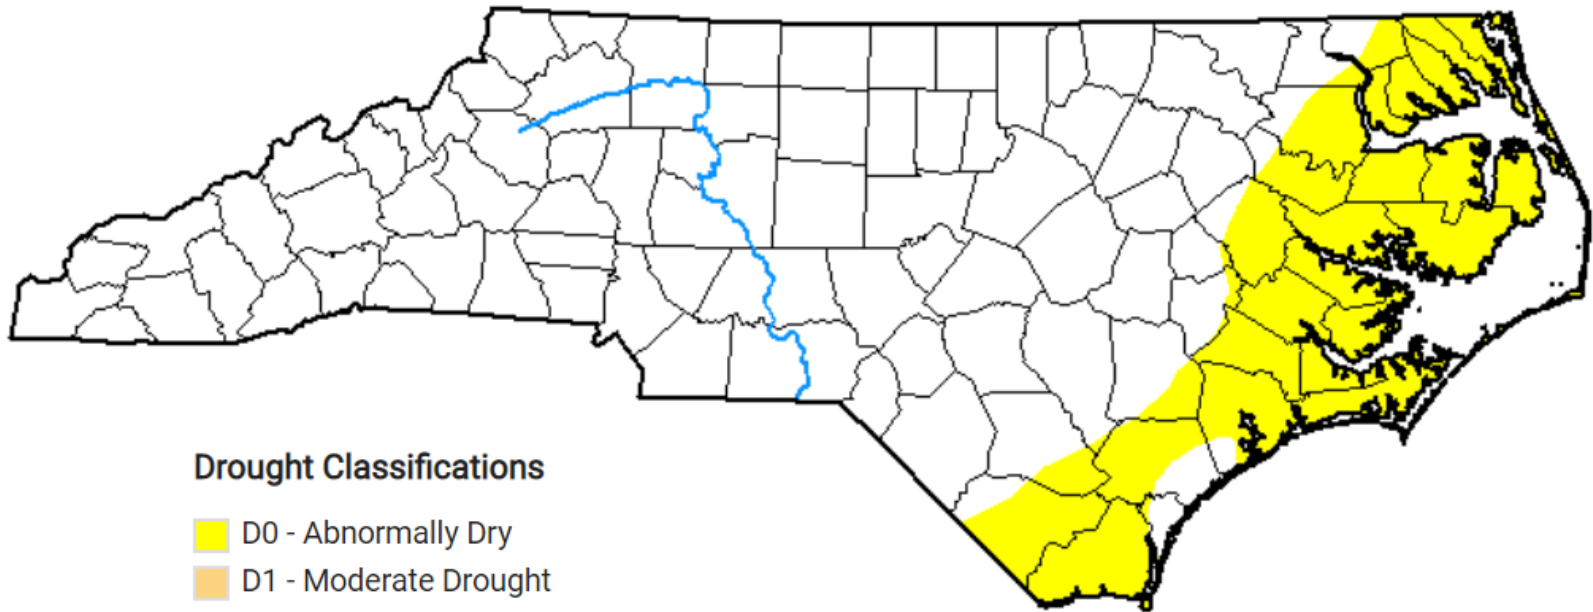 Drought Classifications
D0 - Abnormally Dry
D1 - Moderate Drought